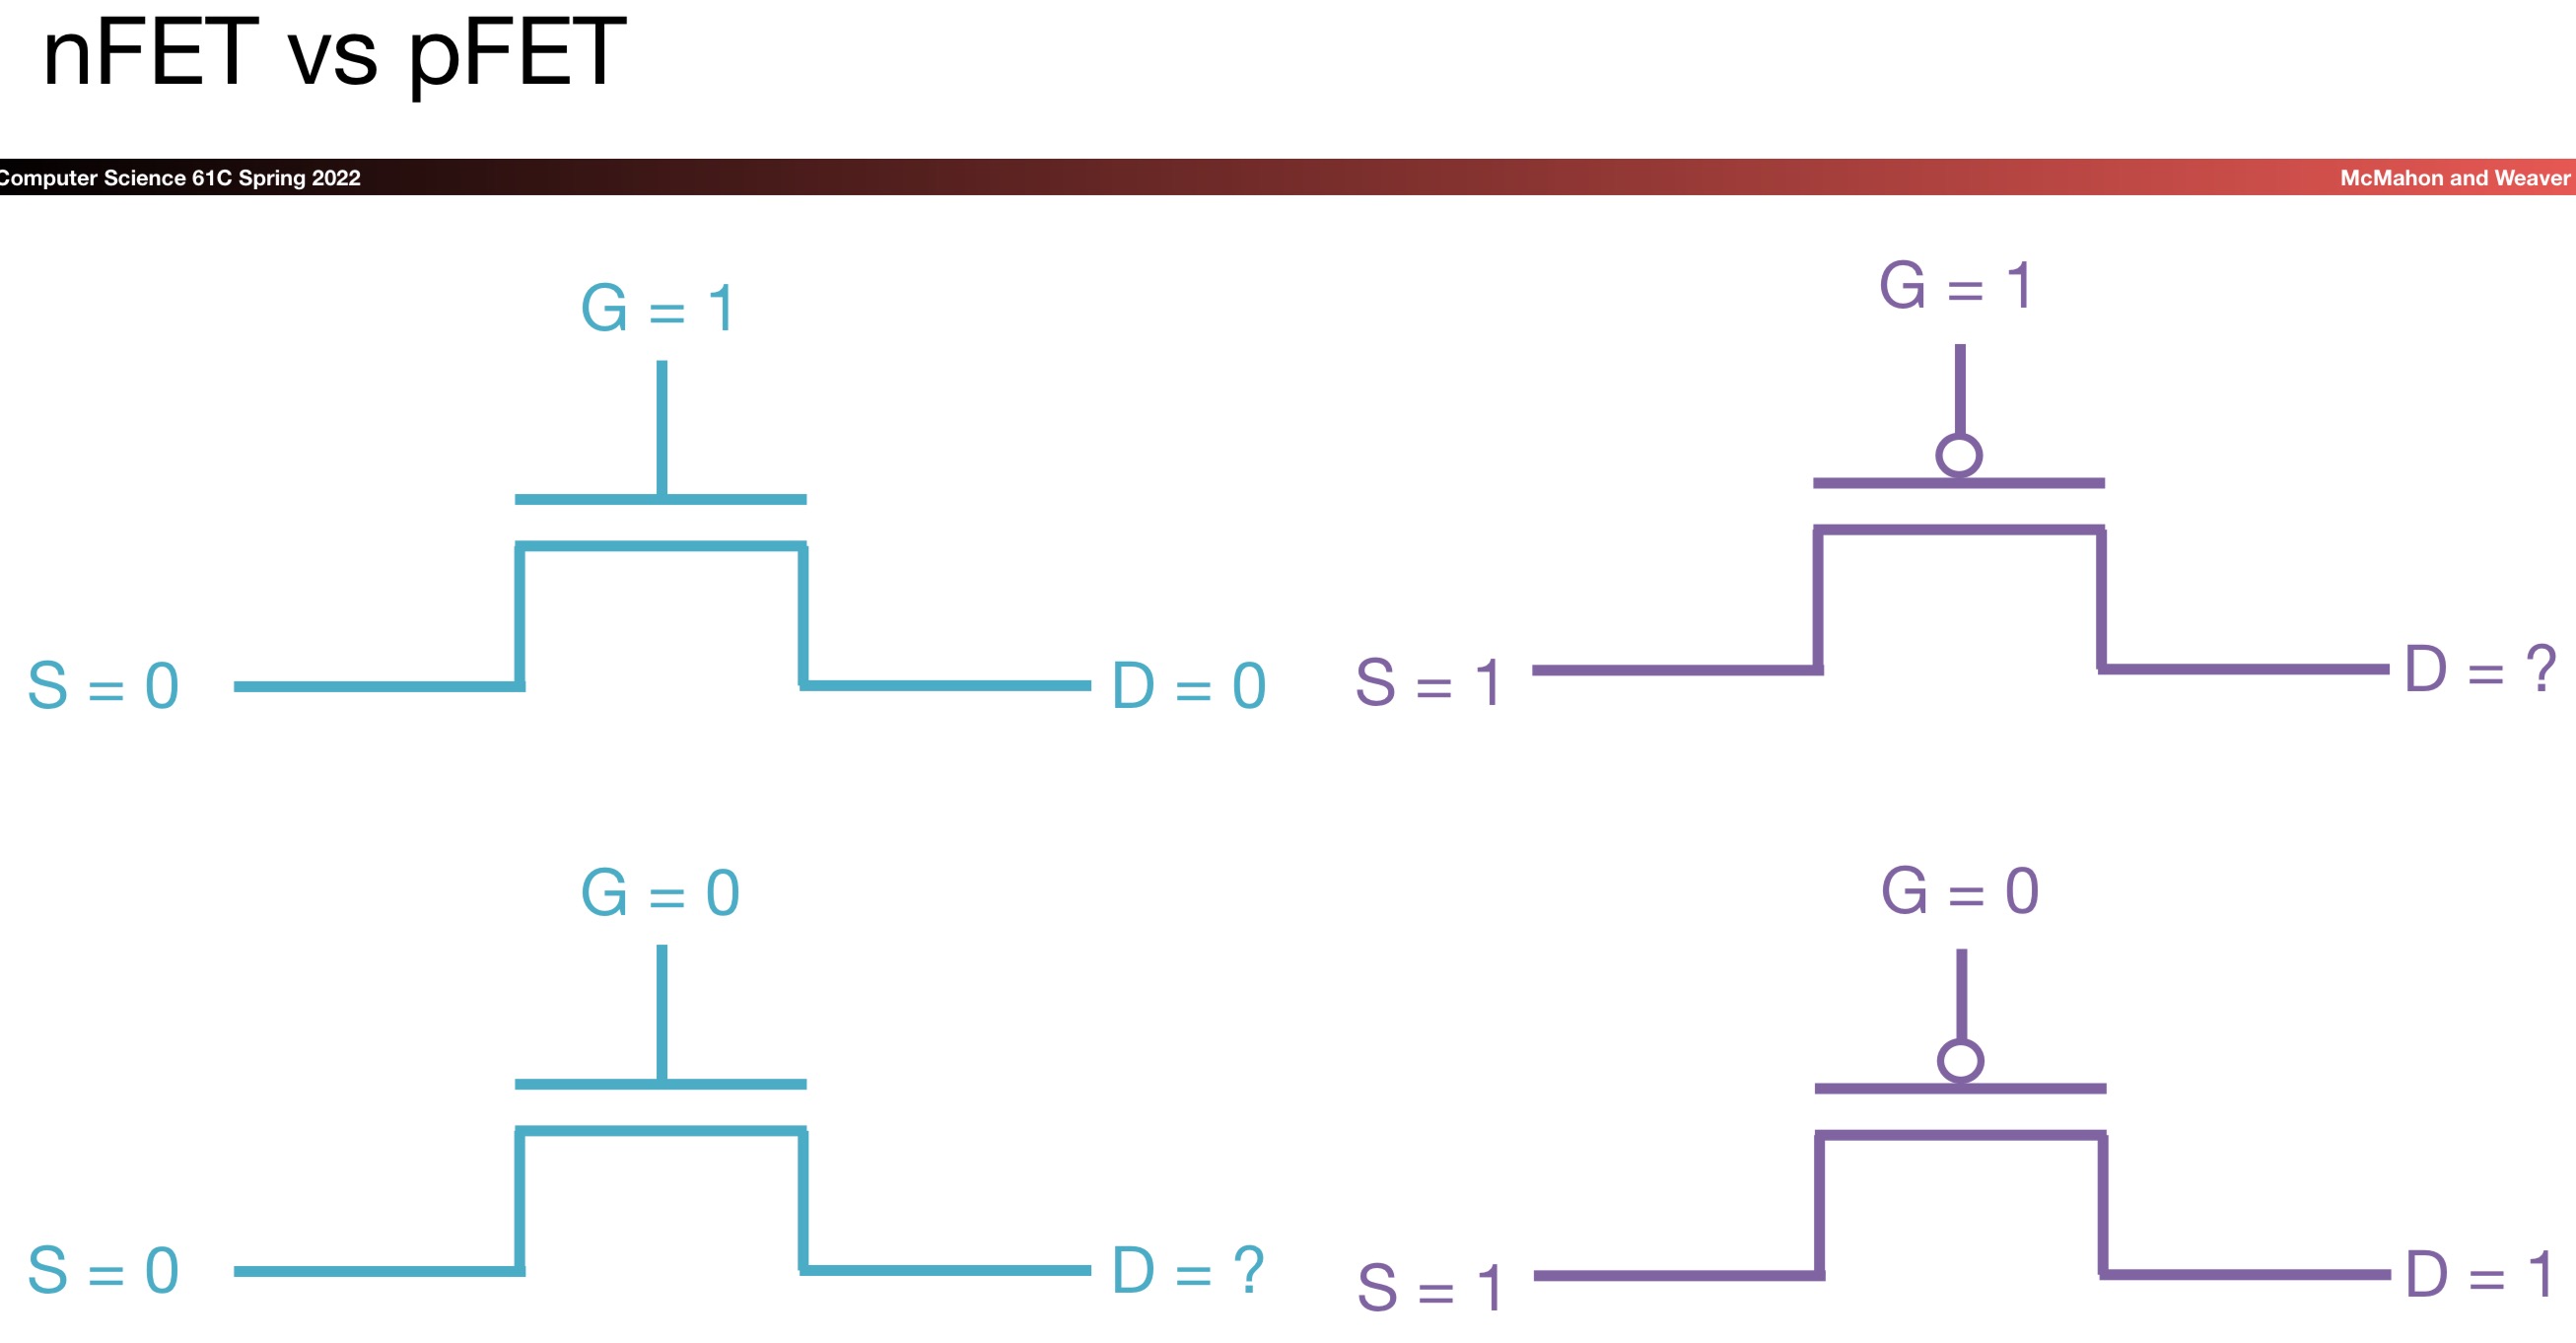 nFET vs pFET
Computer Science 61C Spring 2022
McMahon and Weaver
G = 1
S = 0
D = 0
G = 1
S = 1
D = ?
G = 0
S = 0
D = ?
G = 0
S = 1
D = 1